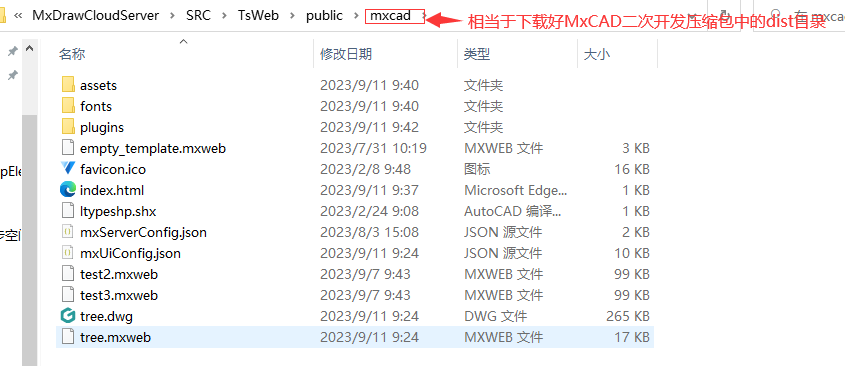 « MxDrawCloudServer > SRC > TsWeb > public > mxcad
相当于下载好MxCAD二次开发压缩包中的dist目录
名称 修改日期 类型 大小
assets 2023/9/11 9:40 文件夹
fonts 2023/9/11 9:40 文件夹
plugins 2023/9/11 9:42 文件夹
empty_template.mxweb 2023/7/31 10:19 MXWEB 文件 3 KB
favicon.ico 2023/2/8 9:48 图标 16 KB
index.html 2023/9/11 9:37 Microsoft Edge... 1 KB
ltypeshp.shx 2023/2/24 9:08 AutoCAD 编译... 1 KB
mxServerConfig.json 2023/8/3 15:08 JSON 源文件 2 KB
mxUiConfig.json 2023/9/11 9:24 JSON 源文件 10 KB
test2.mxweb 2023/9/7 9:43 MXWEB 文件 99 KB
test3.mxweb 2023/9/7 9:43 MXWEB 文件 99 KB
tree.dwg 2023/9/11 9:24 DWG 文件 265 KB
tree.mxweb 2023/9/11 9:24 MXWEB 文件 17 KB